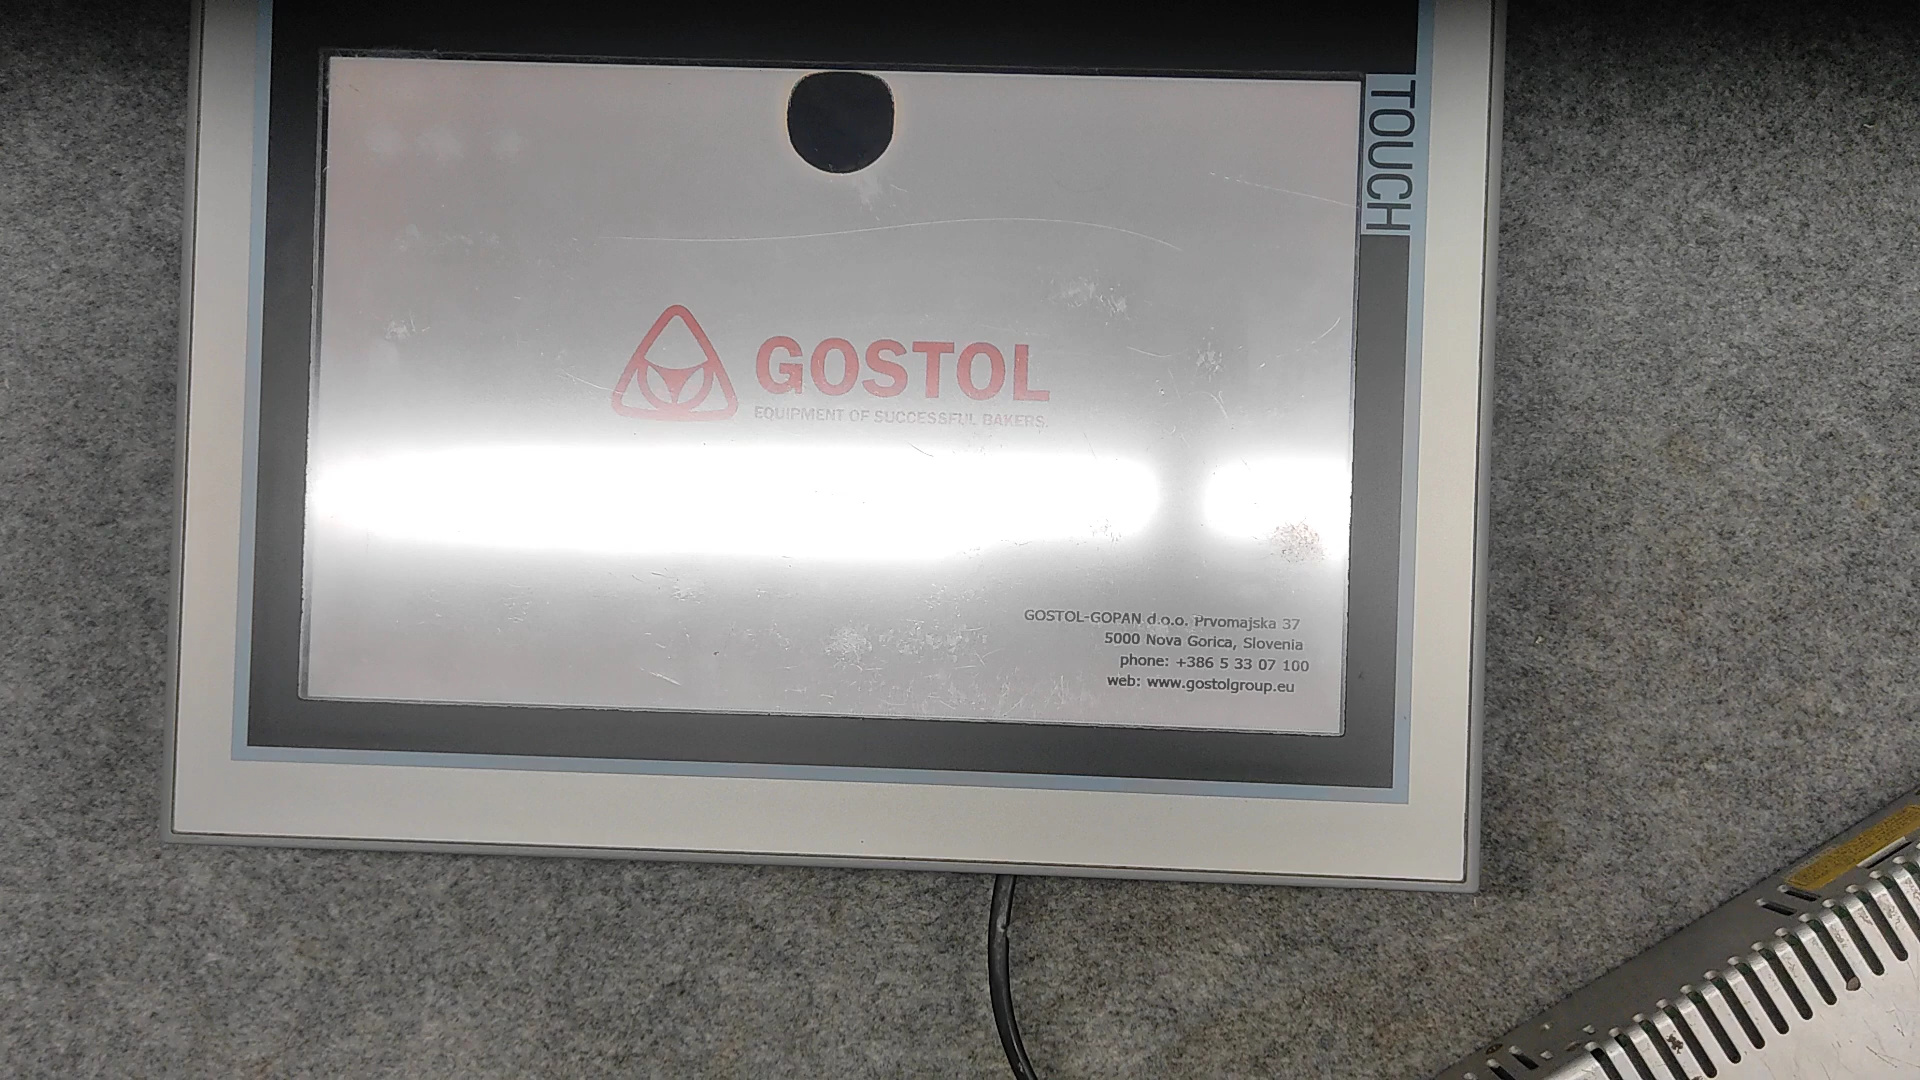 TOUCH
GOSTOL
EQUIPMENT OF SUCCESSFUL BAKERS.
GOSTOL-GOPAN d.o.o. Prvomajska 37
5000 Nova Gorica, Slovenia
phone: +386 5 33 07 100
web: www.gostolgroup.eu